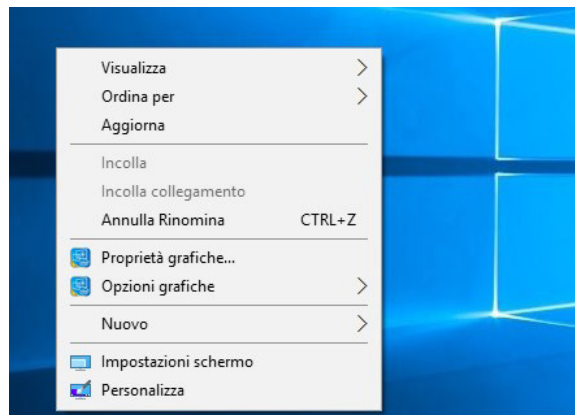 Visualizza
Ordina per
Aggiorna
Incolla
Incolla collegamento
Annulla Rinomina CTRL+Z
Proprietà grafiche...
Opzioni grafiche
Nuovo
Impostazioni schermo
Personalizza